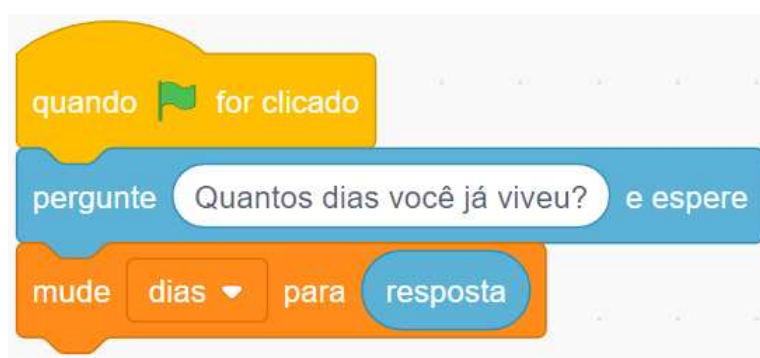 quando for clicado
pergunte Quantos dias você já viveu? e espere
mude dias para resposta